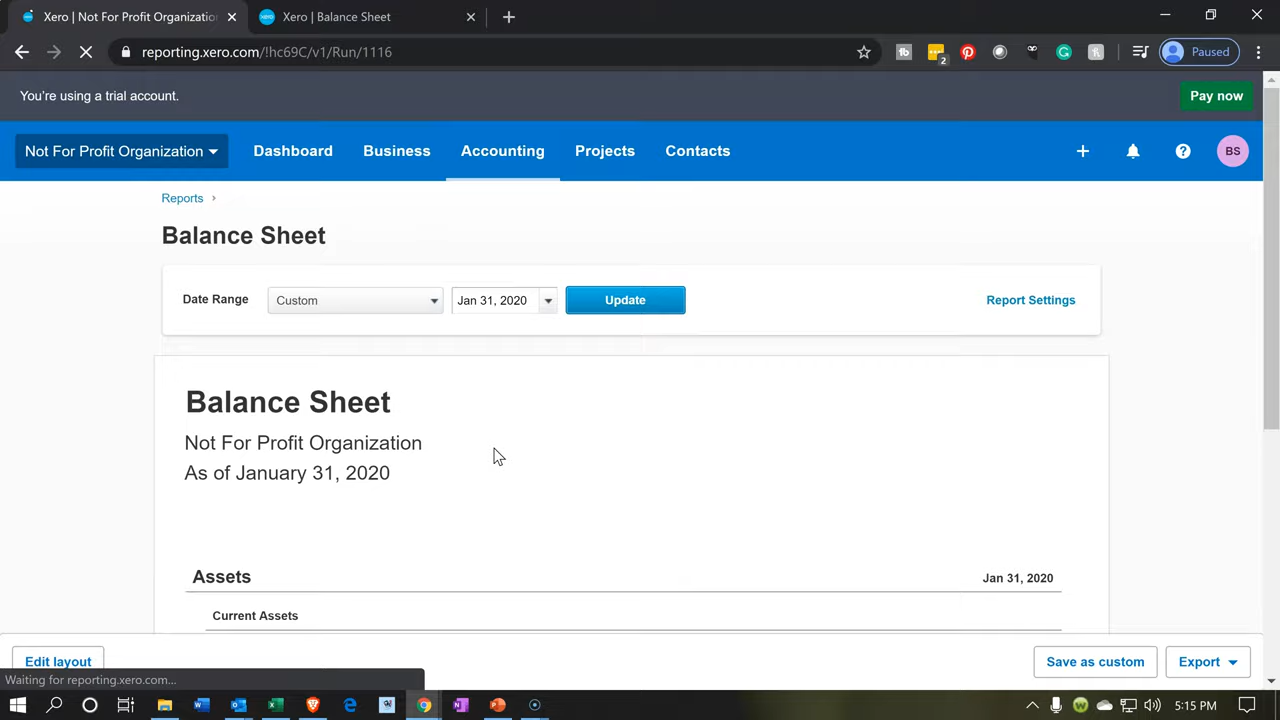 Xero | Not For Profit Organizatio
Xero | Balance Sheet
reporting.xero.com/!hc69C/v1/Run/1116
2
Paused
You're using a trial account.
Pay now
Not For Profit Organization
Dashboard
Business
Accounting
Projects
Contacts
BS
Reports
Balance Sheet
Date Range
Custom
Jan 31, 2020
Update
Report Settings
Balance Sheet
Not For Profit Organization
As of January 31, 2020
Assets
Jan 31, 2020
Current Assets
Edit layout
Save as custom
Export
Waiting for reporting.xero.com...
5:15 PM